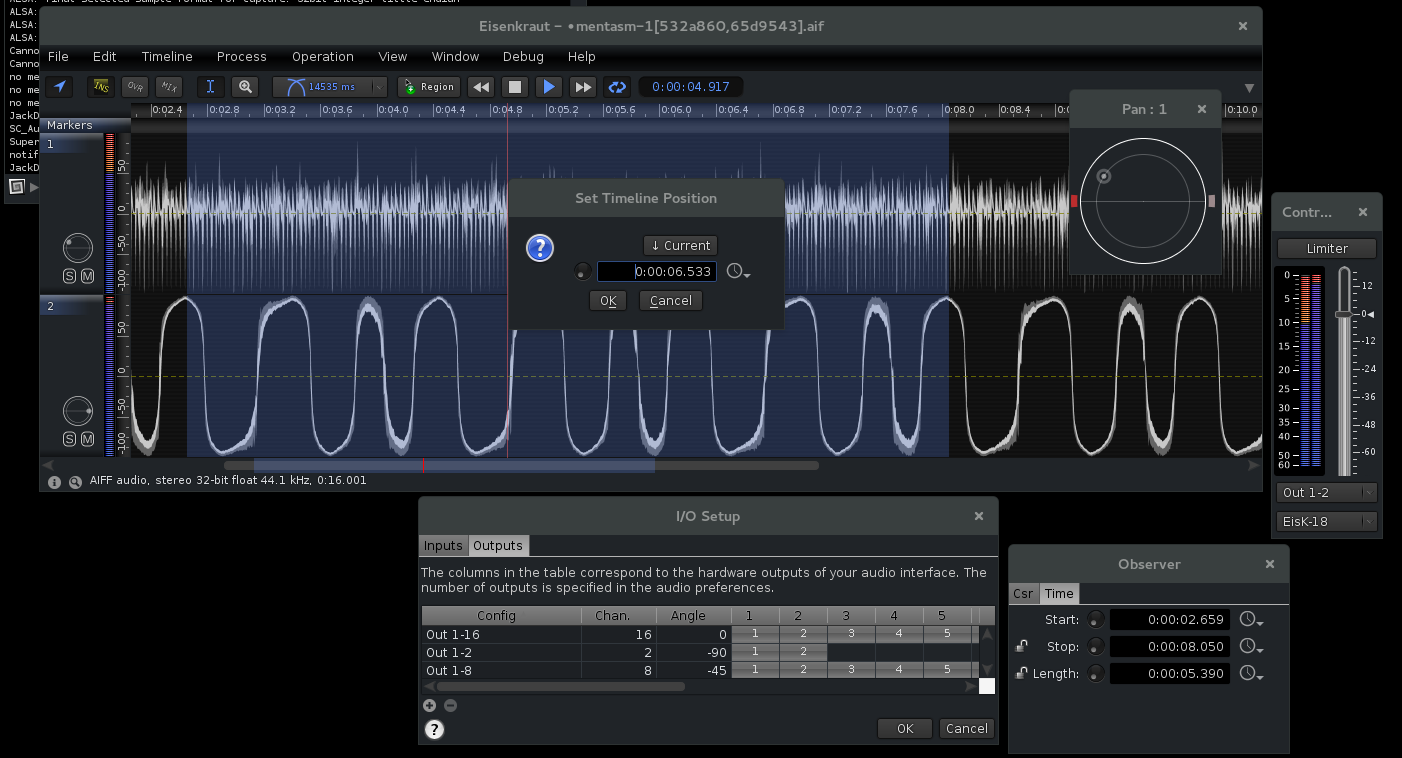 ALSA: Final Selected Sample format for Capture: 32bit integer little-endian
ALSA:
ALSA:
ALSA:
Canno
Canno
no me
no me
no me
JackD
SC_Au
Super
notif
JackD
Eisenkraut – •mentasm-1[532a860,65d9543].aif
File Edit Timeline Process Operation View Window Debug Help
INS OVR MIX 14535 ms Region 0:00:04.917
0:02.4 0:02.8 0:03.2 0:03.6 0:04.0 0:04.4 0:04.8 0:05.2 0:05.6 0:06.0 0:06.4 0:06.8 0:07.2 0:07.6 0:08.0 0:08.4 0:10.0
Markers
1
50
0
-50
-100
S M
2
50
0
-50
-100
S M
AIFF audio, stereo 32-bit float 44.1 kHz, 0:16.001
Pan : 1
Set Timeline Position
?
↓ Current
0:00:06.533
OK Cancel
Contr...
Limiter
0
5
10
15
20
25
30
35
40
50
60
12
0
-12
-24
-36
-48
-60
Out 1-2
EisK-18
I/O Setup
Inputs Outputs
The columns in the table correspond to the hardware outputs of your audio interface. The
number of outputs is specified in the audio preferences.
Config Chan. Angle 1 2 3 4 5
Out 1-16 16 0 1 2 3 4 5
Out 1-2 2 -90 1 2
Out 1-8 8 -45 1 2 3 4 5
? OK Cancel
Observer
Csr Time
Start: 0:00:02.659
Stop: 0:00:08.050
Length: 0:00:05.390